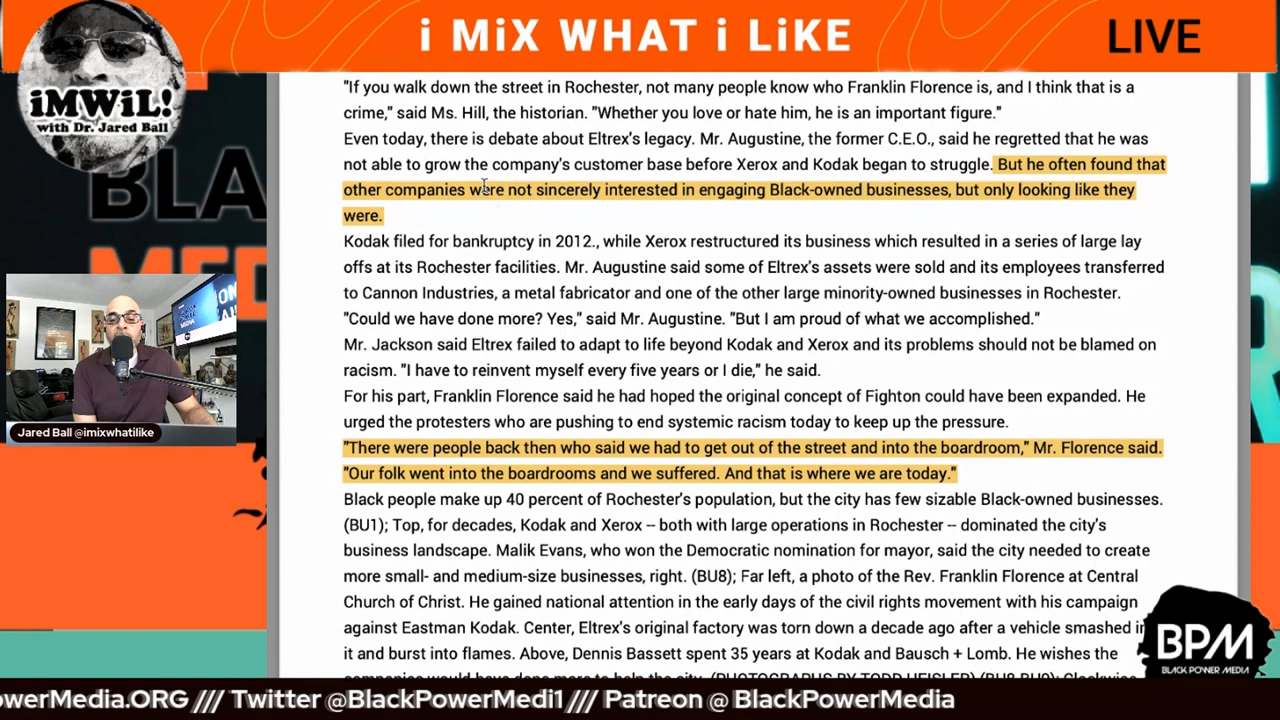 i MiX WHAT i LiKE
LIVE
iMWiL!
with Dr. Jared Ball
"If you walk down the street in Rochester, not many people know who Franklin Florence is, and I think that is a
crime," said Ms. Hill, the historian. "Whether you love or hate him, he is an important figure."
Even today, there is debate about Eltrex's legacy. Mr. Augustine, the former C.E.O., said he regretted that he was
not able to grow the company's customer base before Xerox and Kodak began to struggle. But he often found that
other companies were not sincerely interested in engaging Black-owned businesses, but only looking like they
were.
Kodak filed for bankruptcy in 2012., while Xerox restructured its business which resulted in a series of large lay
offs at its Rochester facilities. Mr. Augustine said some of Eltrex's assets were sold and its employees transferred
to Cannon Industries, a metal fabricator and one of the other large minority-owned businesses in Rochester.
"Could we have done more? Yes," said Mr. Augustine. "But I am proud of what we accomplished."
Mr. Jackson said Eltrex failed to adapt to life beyond Kodak and Xerox and its problems should not be blamed on
racism. "I have to reinvent myself every five years or I die," he said.
For his part, Franklin Florence said he had hoped the original concept of Fighton could have been expanded. He
urged the protesters who are pushing to end systemic racism today to keep up the pressure.
"There were people back then who said we had to get out of the street and into the boardroom," Mr. Florence said.
"Our folk went into the boardrooms and we suffered. And that is where we are today."
Black people make up 40 percent of Rochester's population, but the city has few sizable Black-owned businesses.
(BU1); Top, for decades, Kodak and Xerox -- both with large operations in Rochester -- dominated the city's
business landscape. Malik Evans, who won the Democratic nomination for mayor, said the city needed to create
more small- and medium-size businesses, right. (BU8); Far left, a photo of the Rev. Franklin Florence at Central
Church of Christ. He gained national attention in the early days of the civil rights movement with his campaign
against Eastman Kodak. Center, Eltrex's original factory was torn down a decade ago after a vehicle smashed in
it and burst into flames. Above, Dennis Bassett spent 35 years at Kodak and Bausch + Lomb. He wishes the
companies would have done more to help the city. (PHOTOGRAPHS BY TODD HEISLER) (BU8-BU9); Clockwise
BLA
MED
Jared Ball @imixwhatilike
BPM
BLACK POWER MEDIA
owerMedia.ORG /// Twitter @BlackPowerMedi1 /// Patreon @ BlackPowerMedia